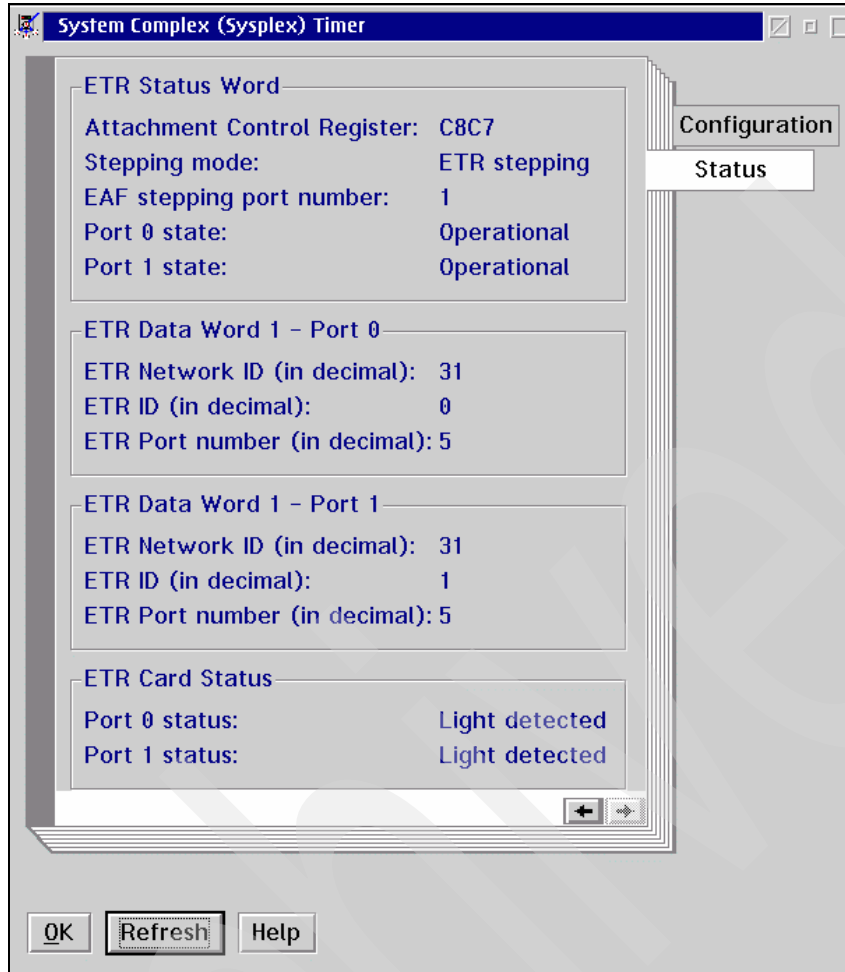 System Complex (Sysplex) Timer
ETR Status Word
Attachment Control Register: C8C7
Stepping mode: ETR stepping
EAF stepping port number: 1
Port 0 state: Operational
Port 1 state: Operational
ETR Data Word 1 - Port 0
ETR Network ID (in decimal): 31
ETR ID (in decimal): 0
ETR Port number (in decimal): 5
ETR Data Word 1 - Port 1
ETR Network ID (in decimal): 31
ETR ID (in decimal): 1
ETR Port number (in decimal): 5
ETR Card Status
Port 0 status: Light detected
Port 1 status: Light detected
Configuration
Status
OK Refresh Help